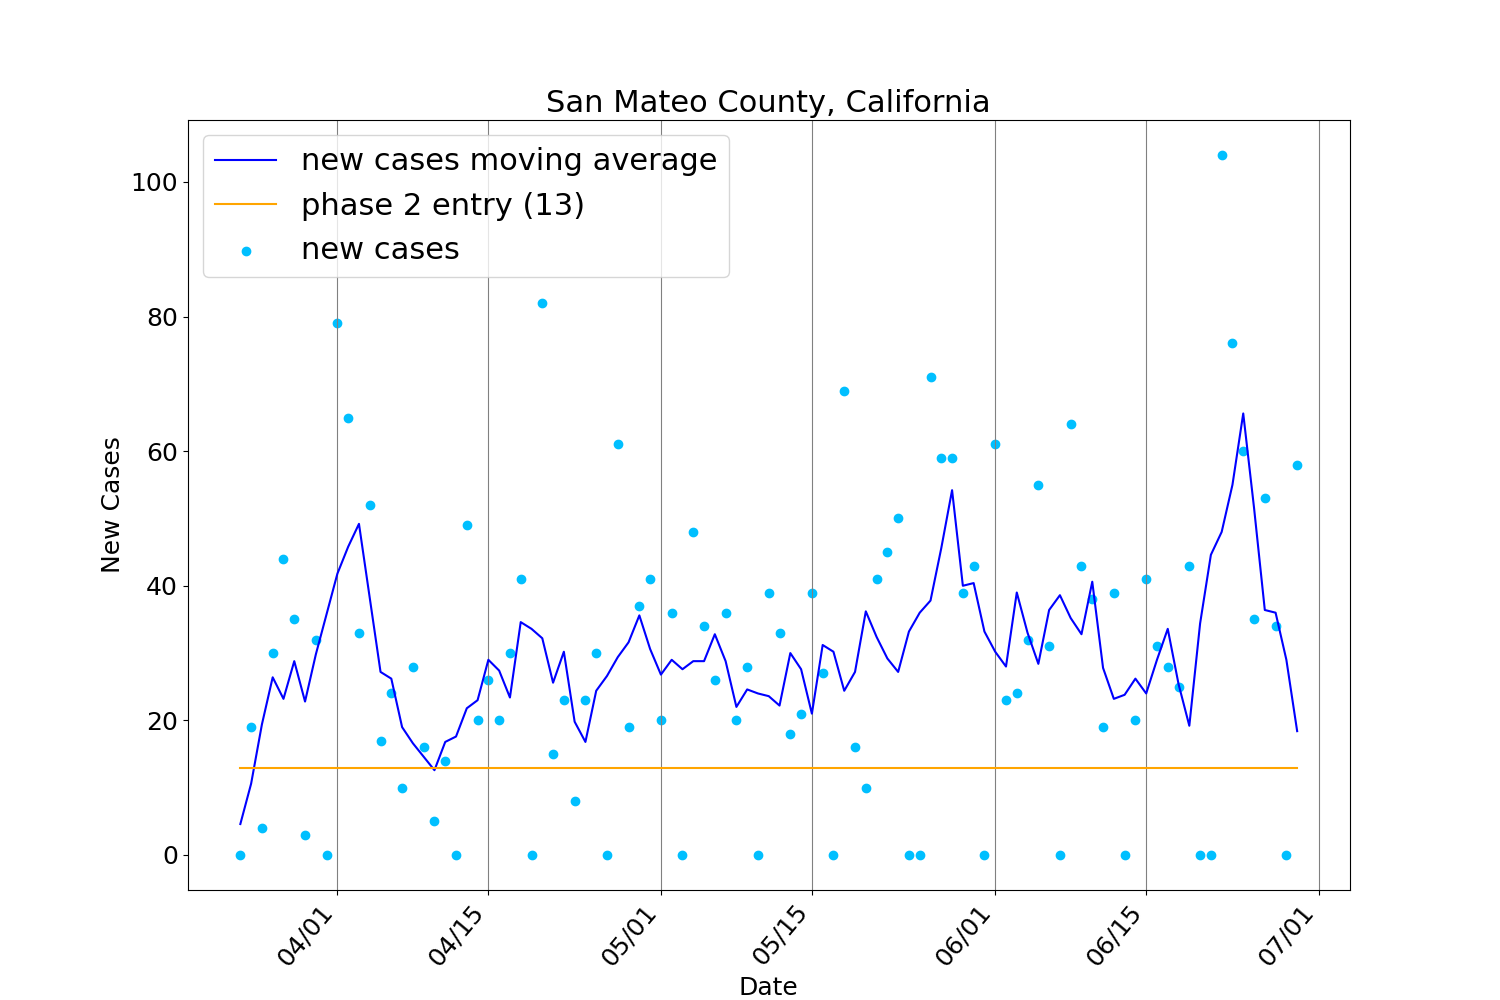 San Mateo County, California
new cases moving average
phase 2 entry (13)
new cases
100
80
60
40
20
0
New Cases
04/01
04/15
05/01
05/15
06/01
06/15
07/01
Date